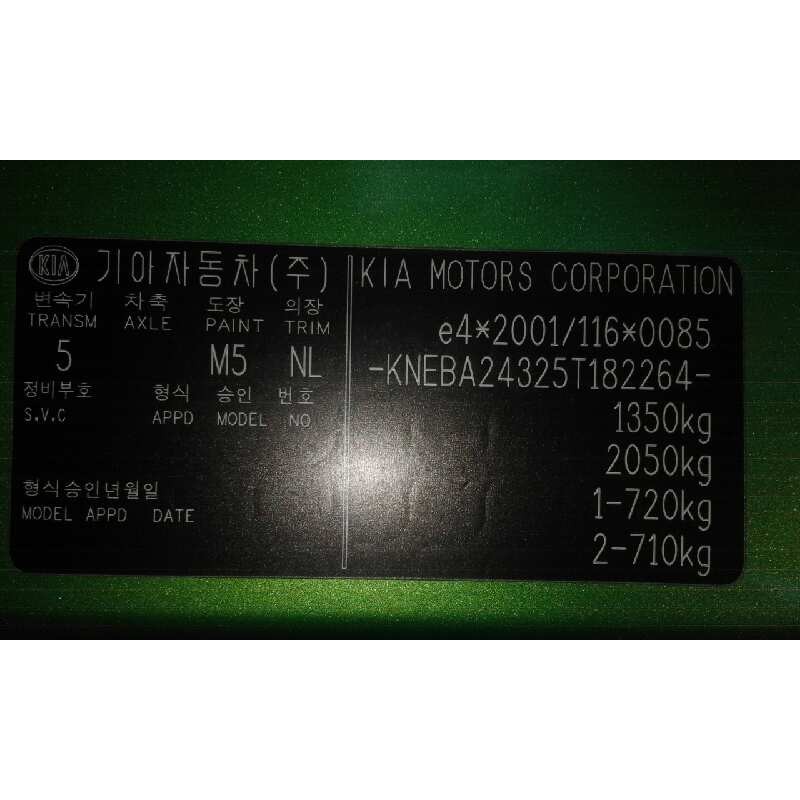 KIA 기아자동차(주)
변속기 차축 도장 의장
TRANSM AXLE PAINT TRIM
5 M5 NL
정비부호 형식 승인 번호
S.V.C APPD MODEL NO
형식승인년월일
MODEL APPD DATE
KIA MOTORS CORPORATION
e4*2001/116*0085
-KNEBA24325T182264-
1350kg
2050kg
1-720kg
2-710kg